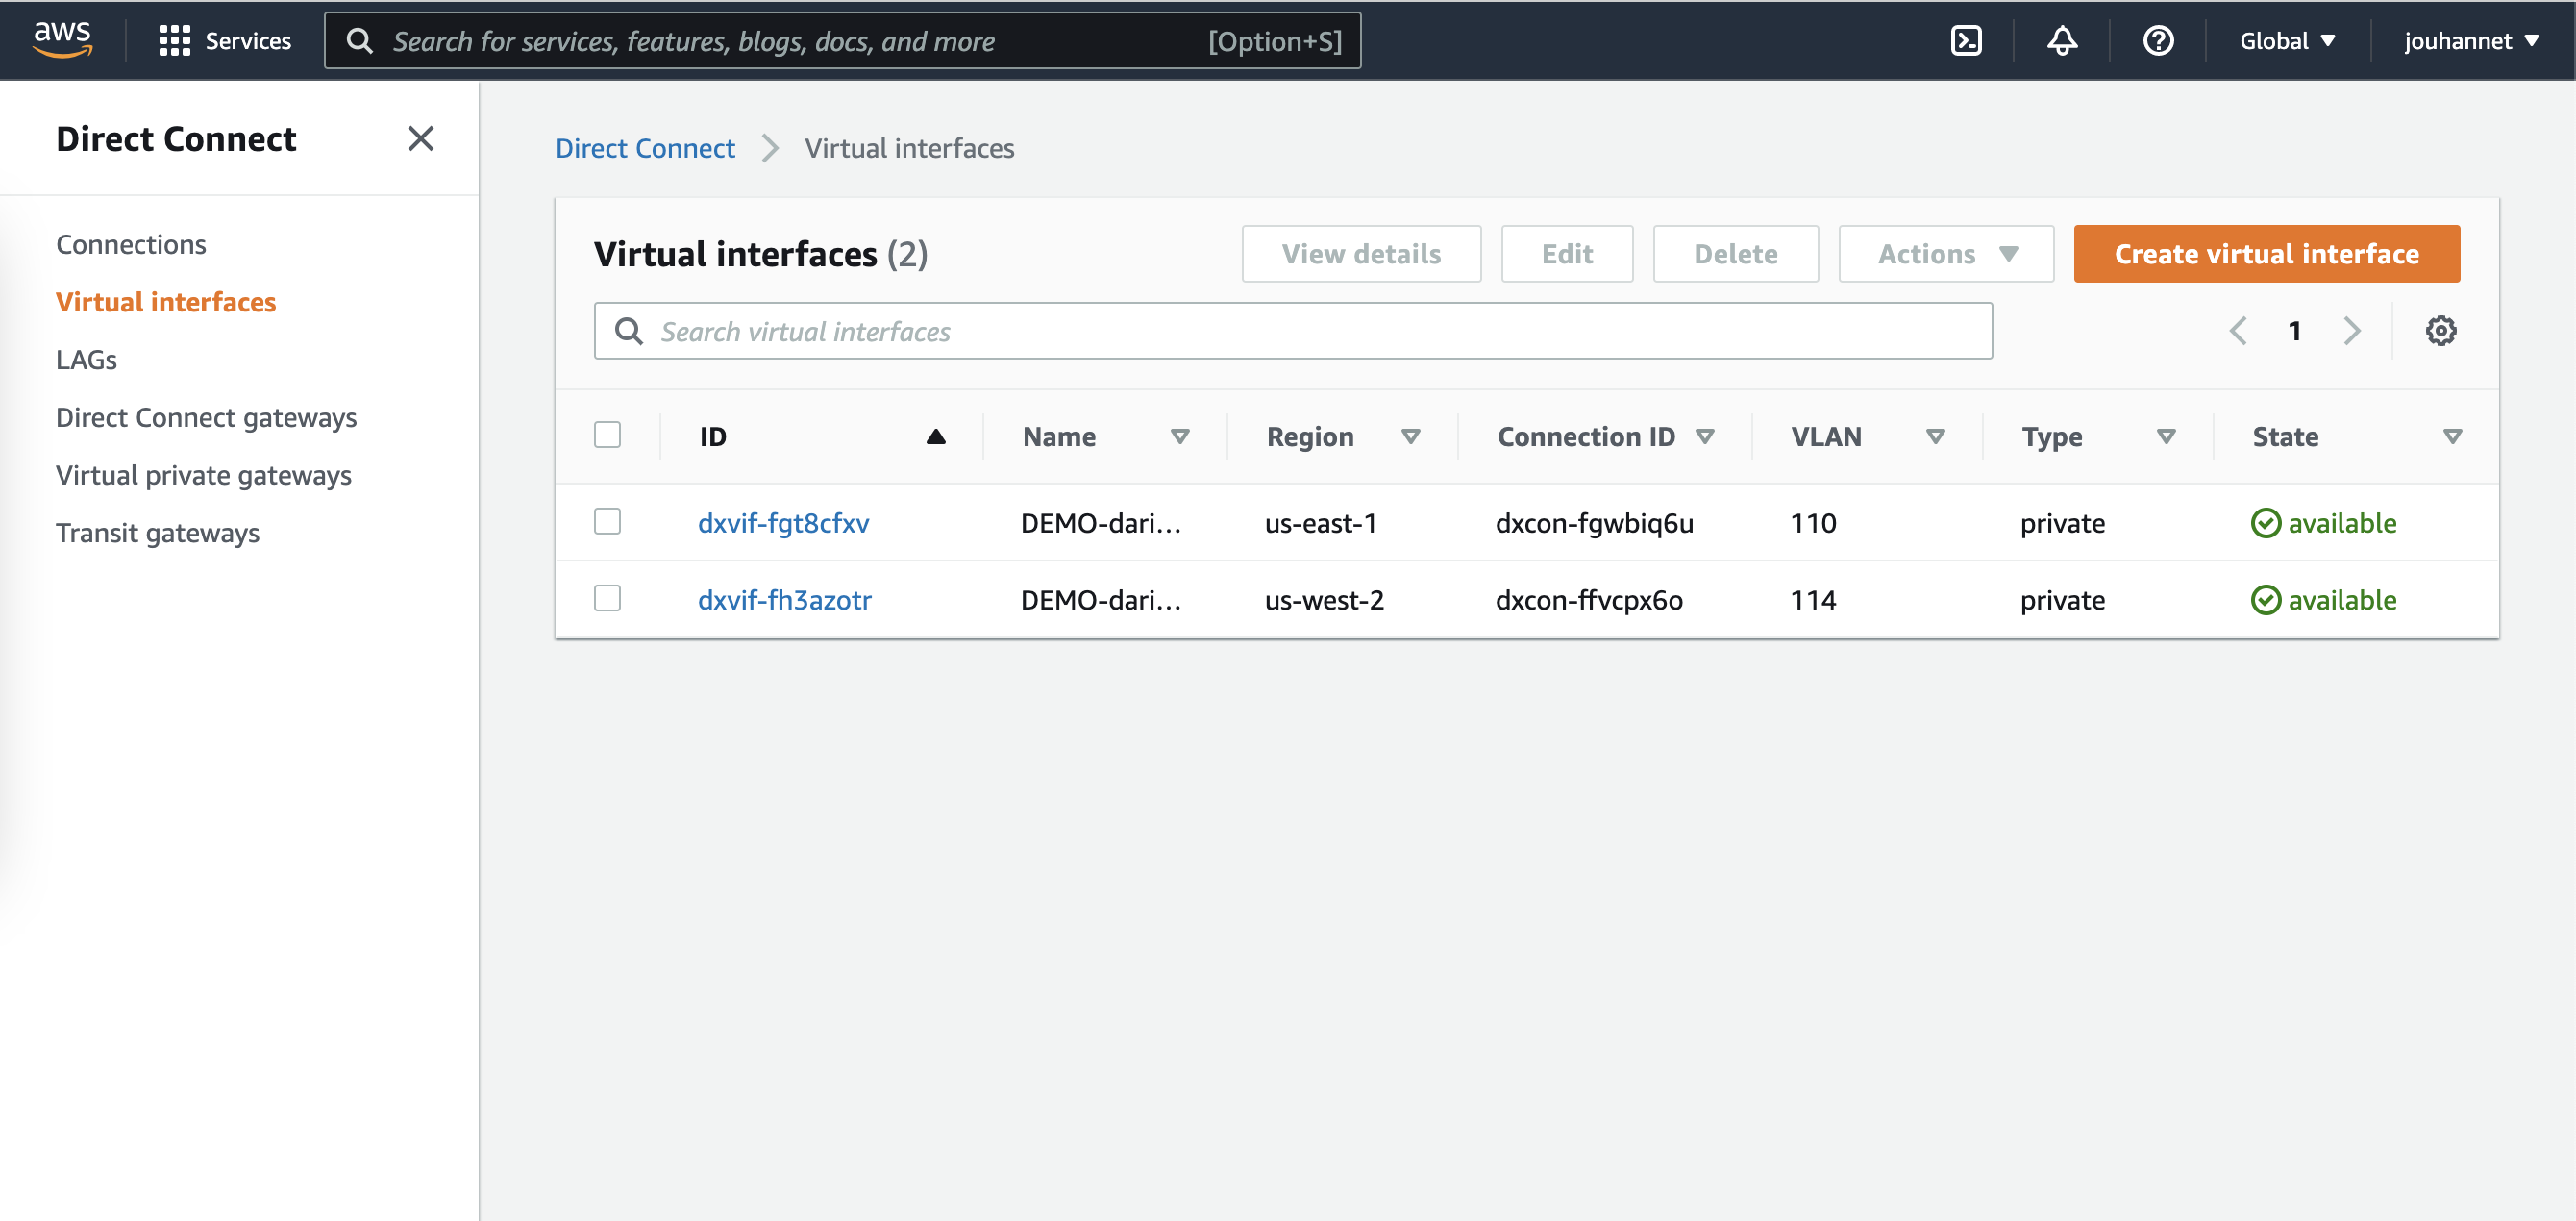 aws Services Search for services, features, blogs, docs, and more [Option+S] Global jouhannet
Direct Connect
Connections
Virtual interfaces
LAGs
Direct Connect gateways
Virtual private gateways
Transit gateways
Direct Connect Virtual interfaces
Virtual interfaces (2) View details Edit Delete Actions Create virtual interface
Search virtual interfaces 1
ID Name Region Connection ID VLAN Type State
dxvif-fgt8cfxv DEMO-dari... us-east-1 dxcon-fgwbiq6u 110 private available
dxvif-fh3azotr DEMO-dari... us-west-2 dxcon-ffvcpx6o 114 private available